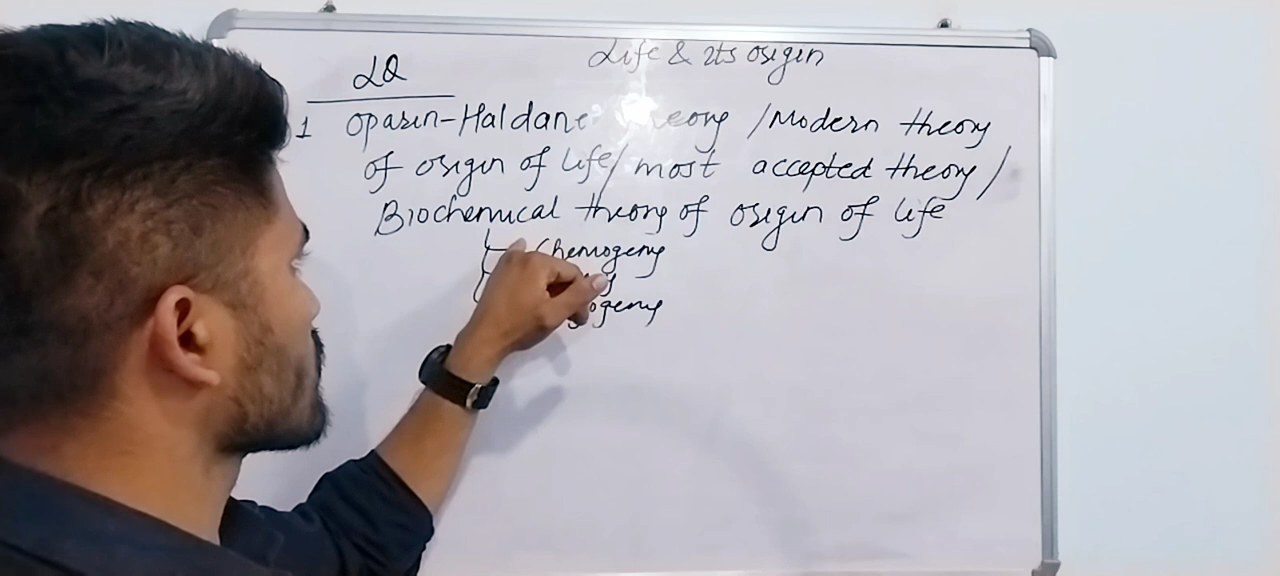 Life & Its origin
LQ
1 Oparin-Haldane /Modern theory
of origin of life/ most accepted theory/
Biochemical theory of origin of life
Chemogeny